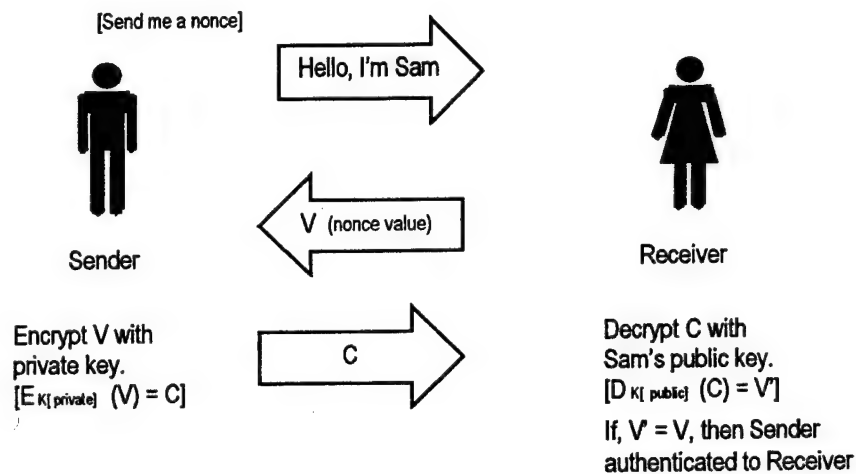 [Send me a nonce]
Hello, I'm Sam
V (nonce value)
Sender
Receiver
Encrypt V with
private key.
[E K[ private] (V) = C]
C
Decrypt C with
Sam's public key.
[D K[ public] (C) = V']
If, V' = V, then Sender
authenticated to Receiver